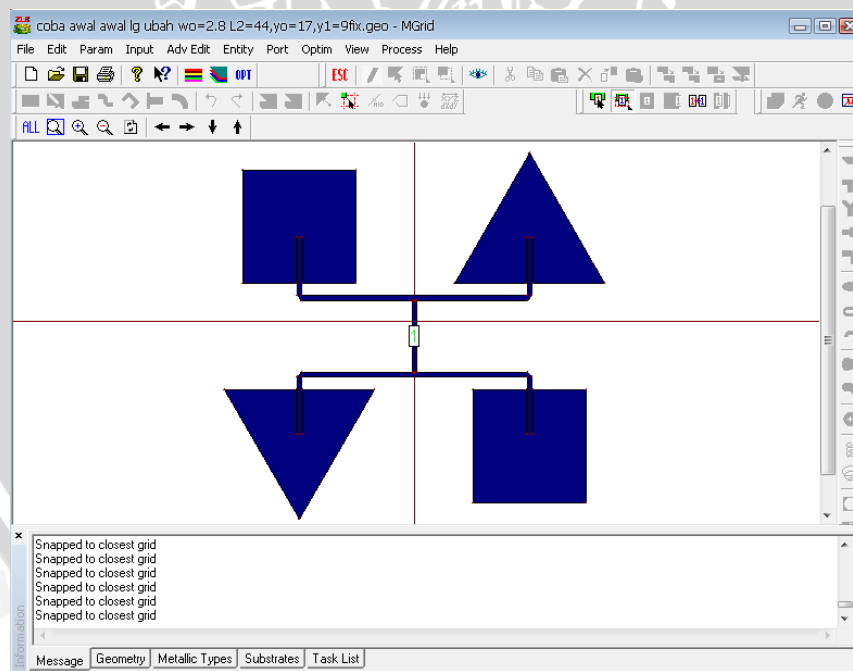 coba awal awal lg ubah wo=2.8 L2=44,yo=17,y1=9fix.geo - MGrid
File Edit Param Input Adv Edit Entity Port Optim View Process Help
OPT ESC
ALL
1
Snapped to closest grid
Snapped to closest grid
Snapped to closest grid
Snapped to closest grid
Snapped to closest grid
Snapped to closest grid
Information
Message Geometry Metallic Types Substrates Task List